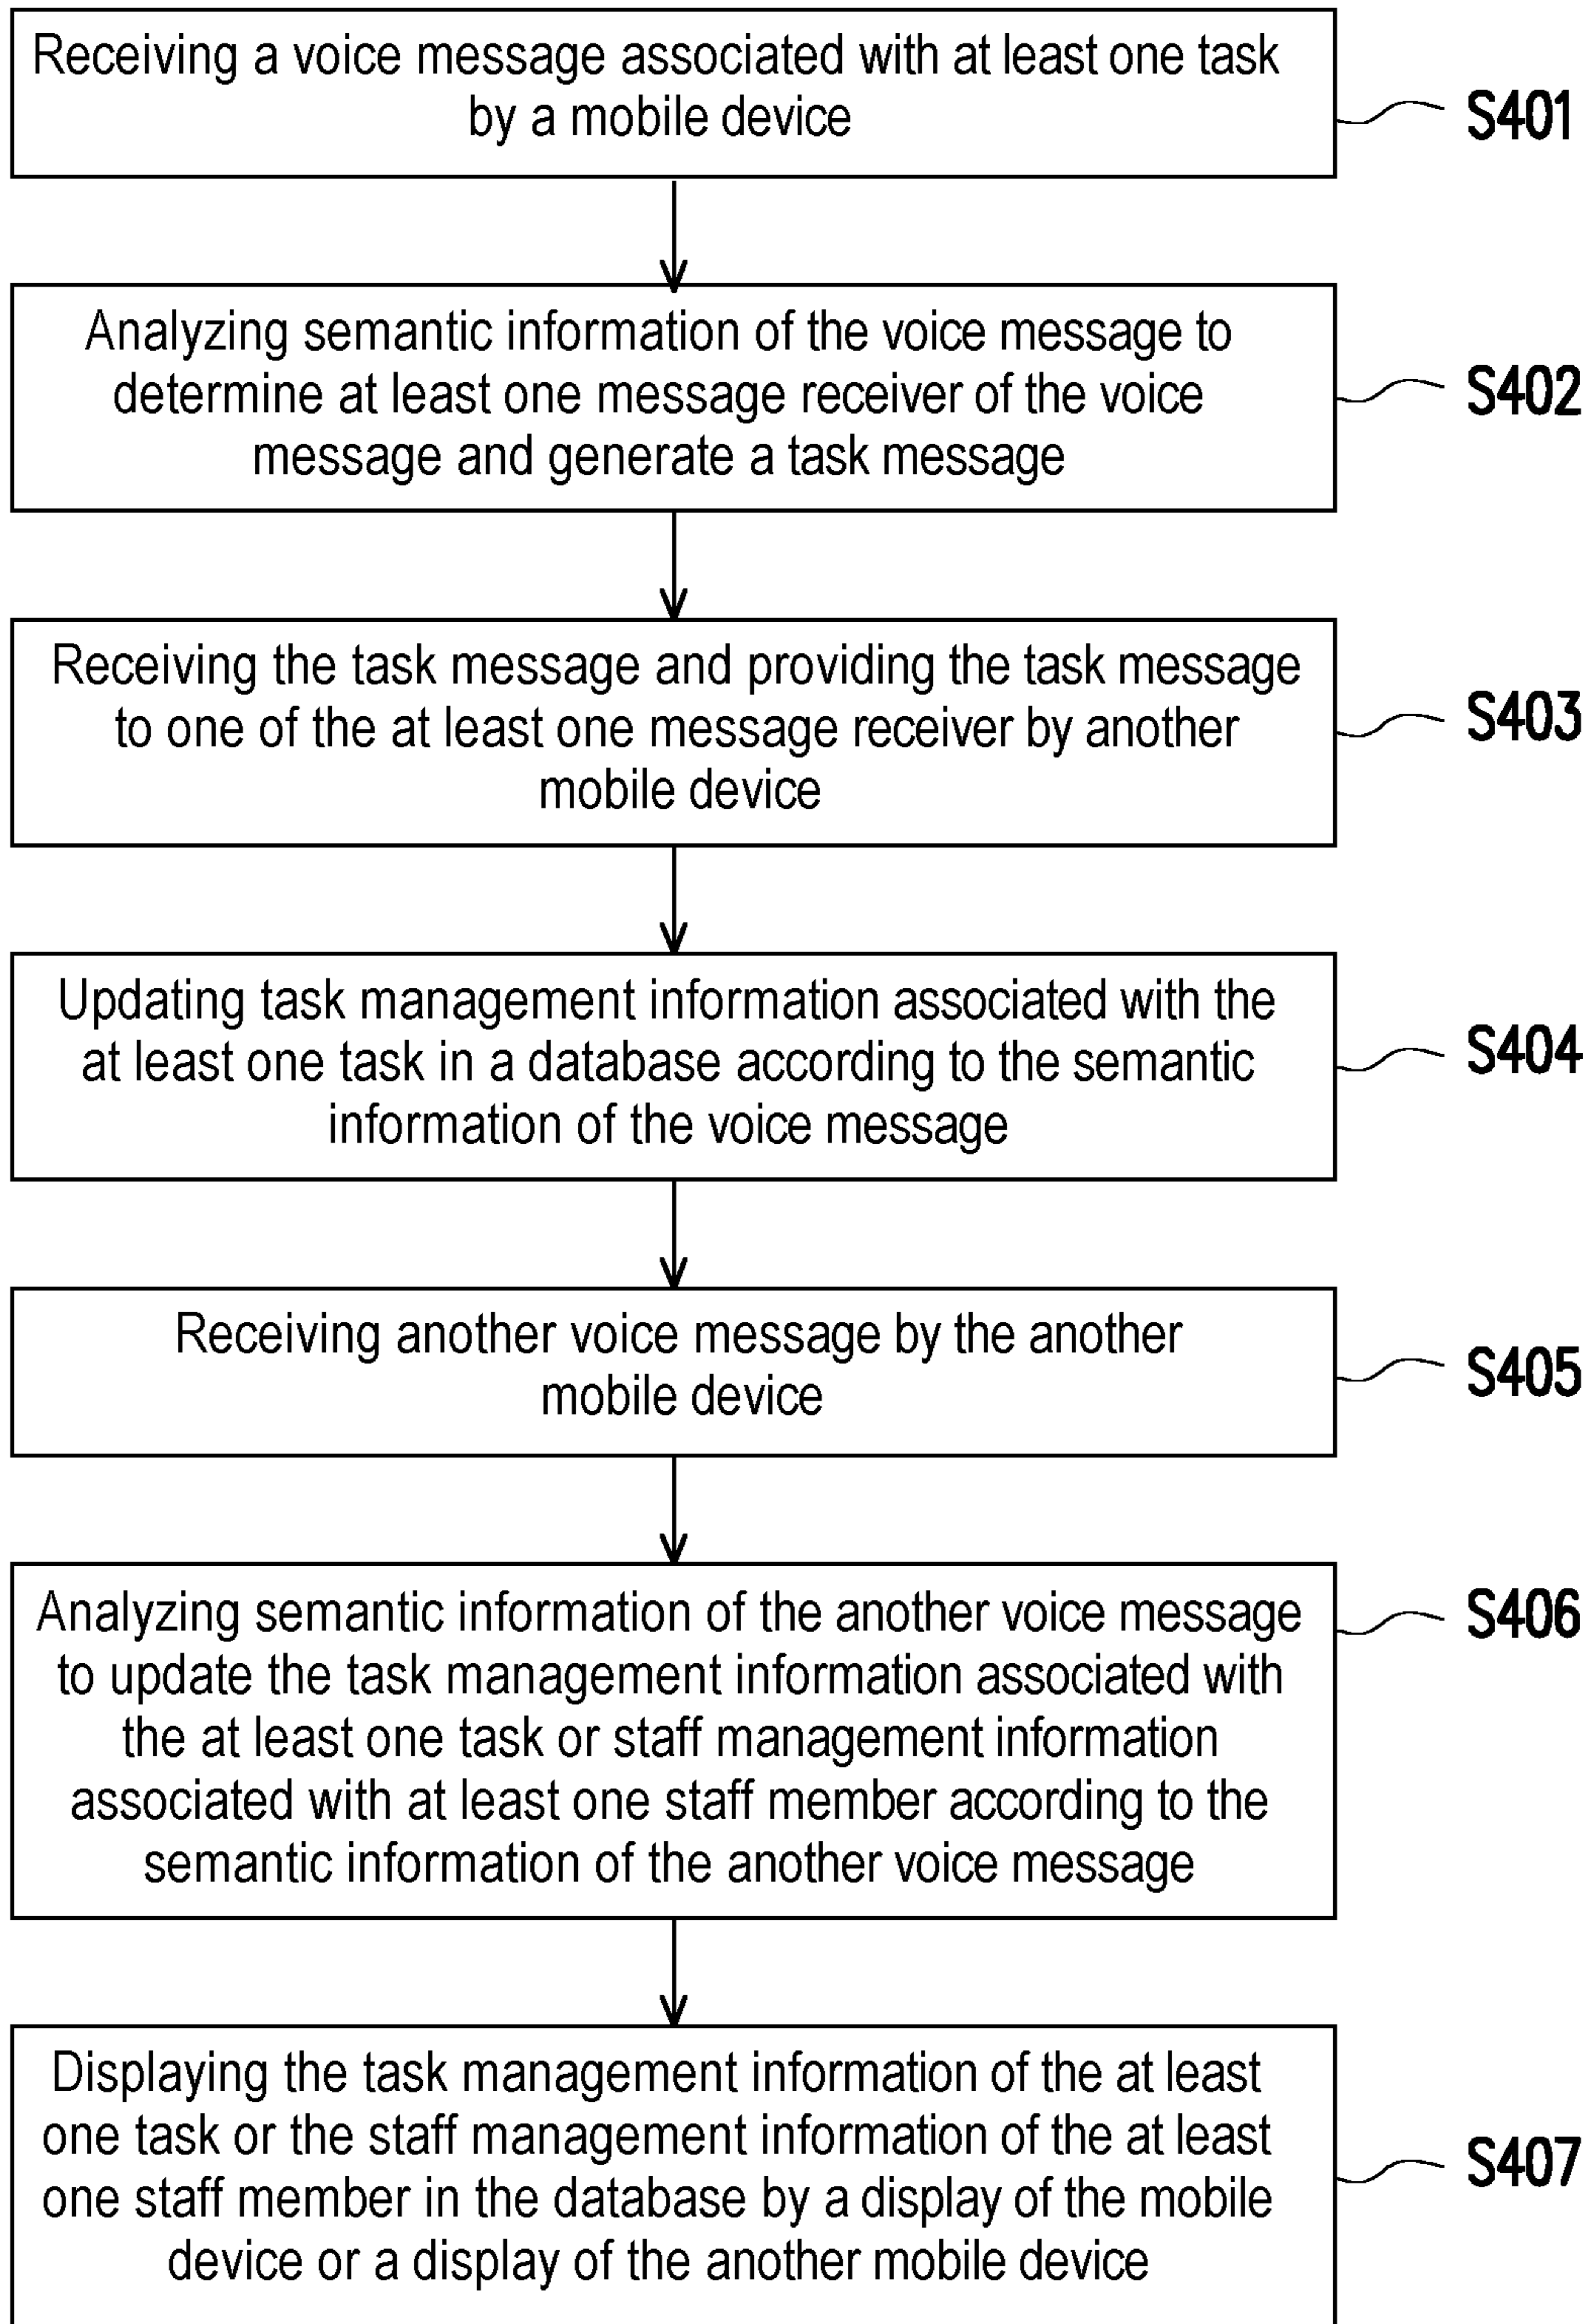 Receiving a voice message associated with at least one task
by a mobile device
S401
Analyzing semantic information of the voice message to
determine at least one message receiver of the voice
message and generate a task message
S402
Receiving the task message and providing the task message
to one of the at least one message receiver by another
mobile device
S403
Updating task management information associated with the
at least one task in a database according to the semantic
information of the voice message
S404
Receiving another voice message by the another
mobile device
S405
Analyzing semantic information of the another voice message
to update the task management information associated with
the at least one task or staff management information
associated with at least one staff member according to the
semantic information of the another voice message
S406
Displaying the task management information of the at least
one task or the staff management information of the at least
one staff member in the database by a display of the mobile
device or a display of the another mobile device
S407